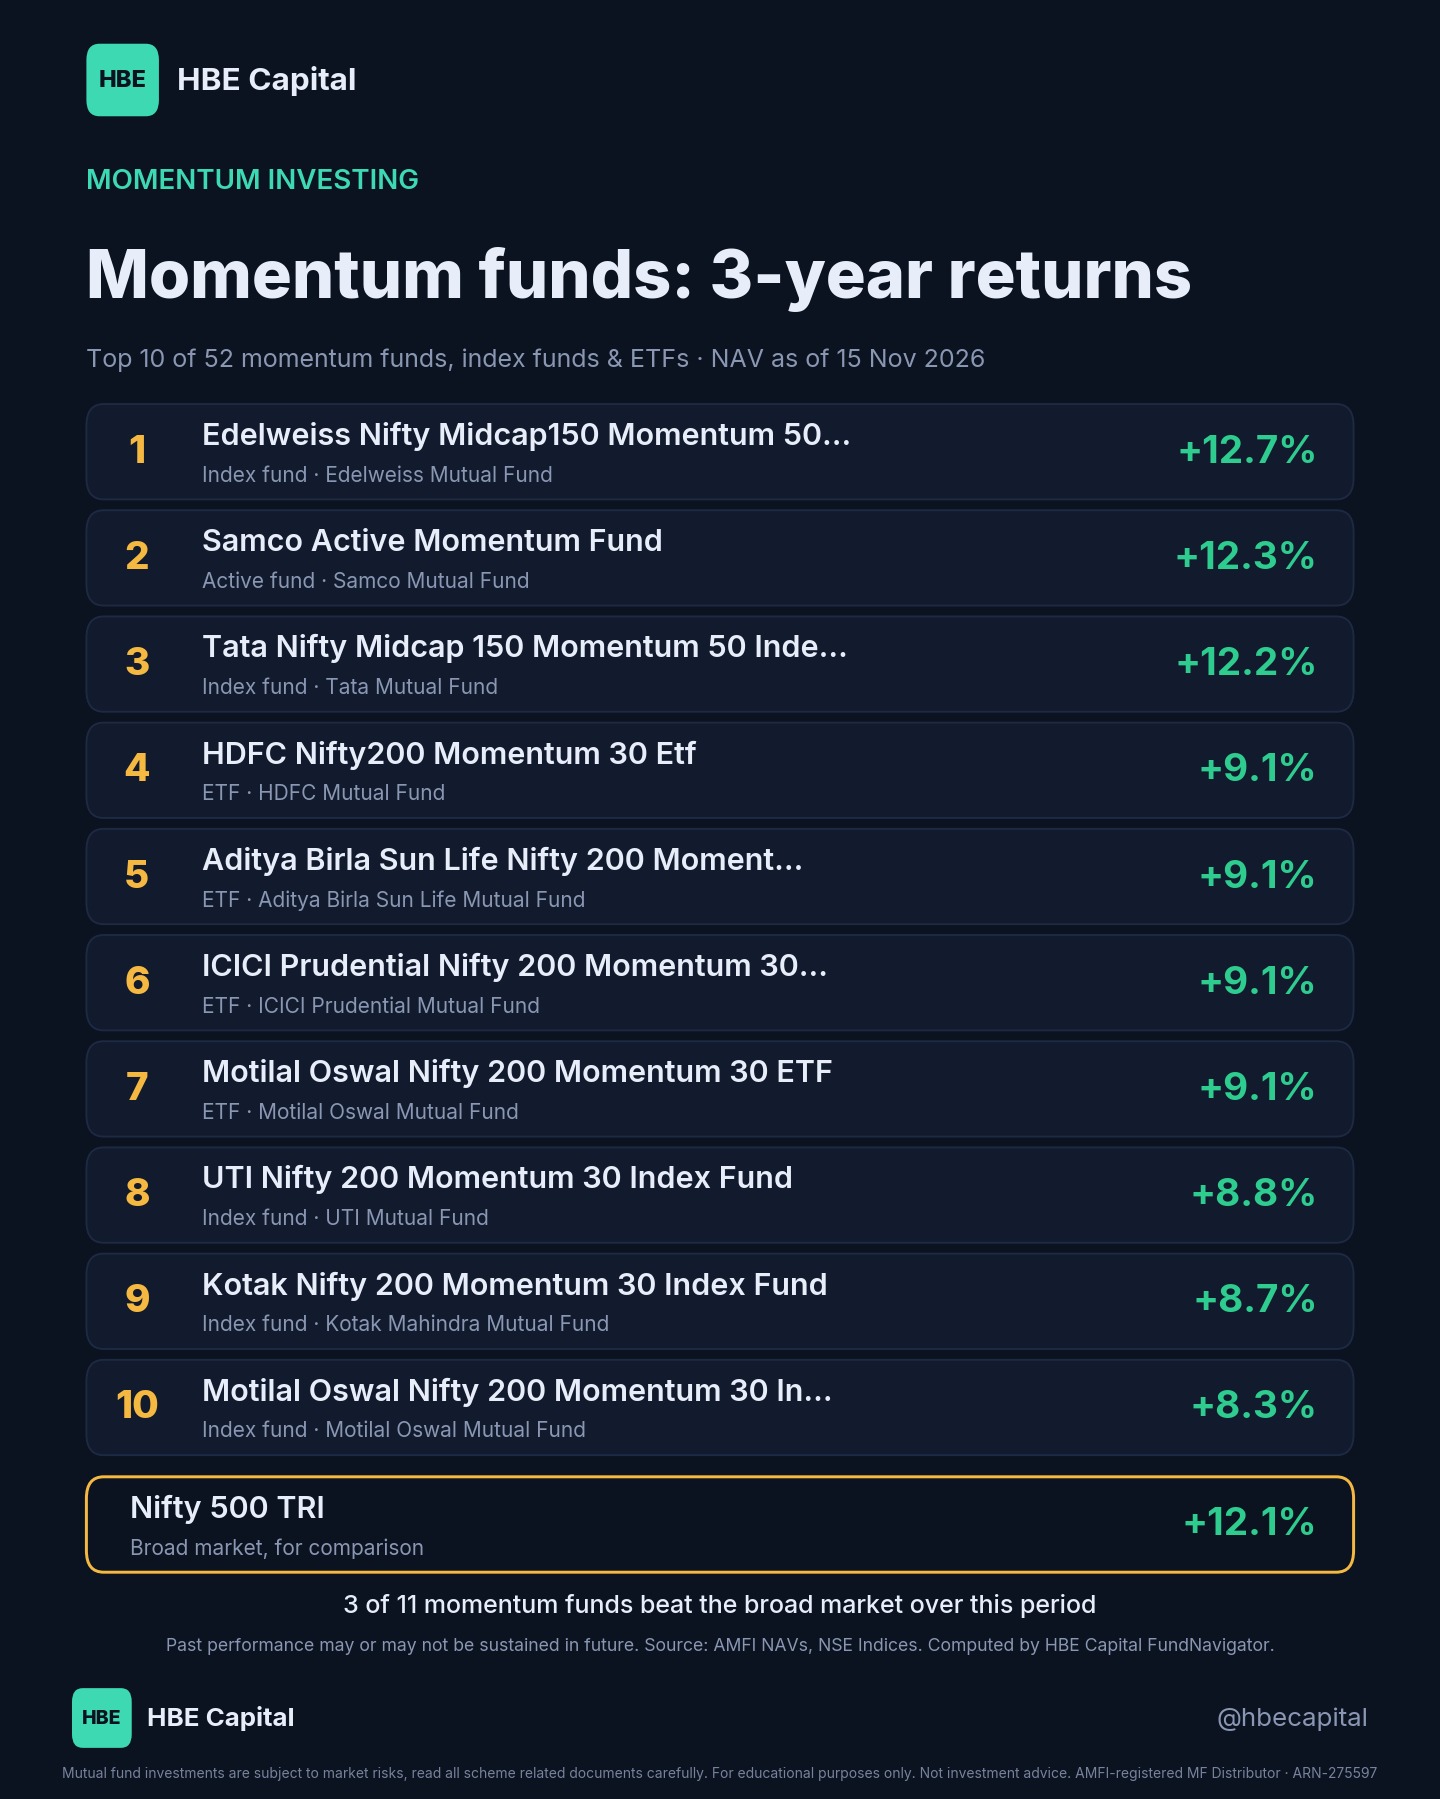 HBE HBE Capital
MOMENTUM INVESTING
Momentum funds: 3-year returns
Top 10 of 52 momentum funds, index funds & ETFs · NAV as of 15 Nov 2026
1 Edelweiss Nifty Midcap150 Momentum 50... +12.7%
Index fund · Edelweiss Mutual Fund
2 Samco Active Momentum Fund +12.3%
Active fund · Samco Mutual Fund
3 Tata Nifty Midcap 150 Momentum 50 Inde... +12.2%
Index fund · Tata Mutual Fund
4 HDFC Nifty200 Momentum 30 Etf +9.1%
ETF · HDFC Mutual Fund
5 Aditya Birla Sun Life Nifty 200 Moment... +9.1%
ETF · Aditya Birla Sun Life Mutual Fund
6 ICICI Prudential Nifty 200 Momentum 30... +9.1%
ETF · ICICI Prudential Mutual Fund
7 Motilal Oswal Nifty 200 Momentum 30 ETF +9.1%
ETF · Motilal Oswal Mutual Fund
8 UTI Nifty 200 Momentum 30 Index Fund +8.8%
Index fund · UTI Mutual Fund
9 Kotak Nifty 200 Momentum 30 Index Fund +8.7%
Index fund · Kotak Mahindra Mutual Fund
10 Motilal Oswal Nifty 200 Momentum 30 In... +8.3%
Index fund · Motilal Oswal Mutual Fund
Nifty 500 TRI +12.1%
Broad market, for comparison
3 of 11 momentum funds beat the broad market over this period
Past performance may or may not be sustained in future. Source: AMFI NAVs, NSE Indices. Computed by HBE Capital FundNavigator.
HBE HBE Capital @hbecapital
Mutual fund investments are subject to market risks, read all scheme related documents carefully. For educational purposes only. Not investment advice. AMFI-registered MF Distributor · ARN-275597